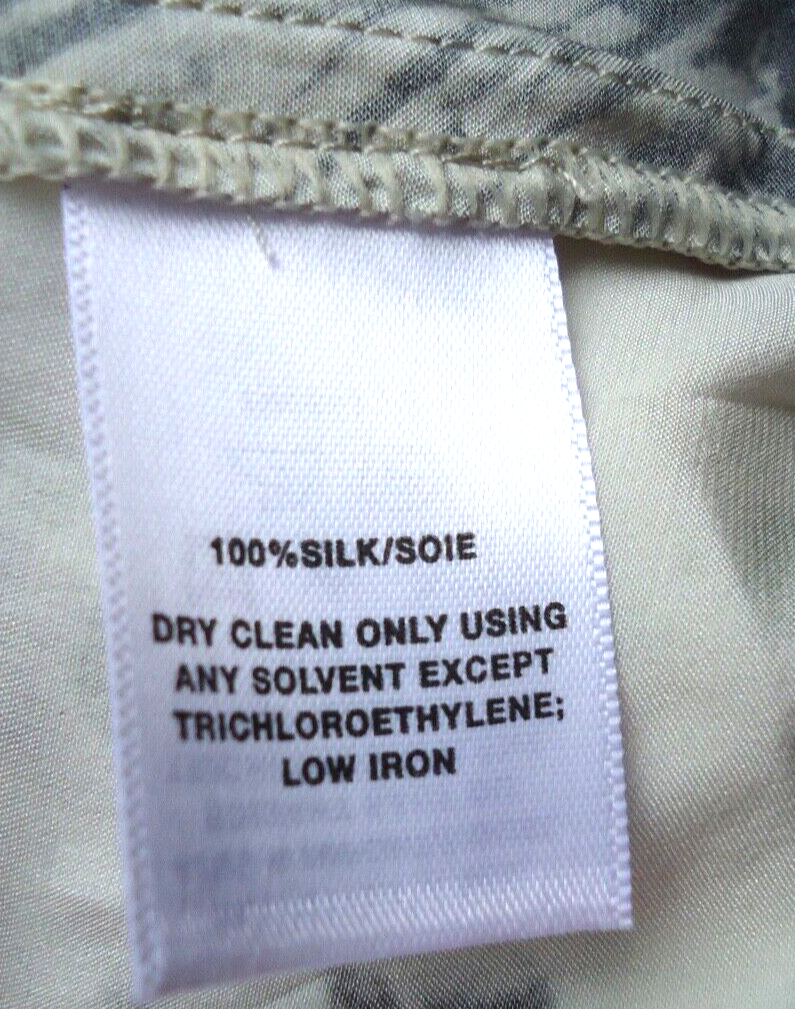 100%SILK/SOIE
DRY CLEAN ONLY USING
ANY SOLVENT EXCEPT
TRICHLOROETHYLENE;
LOW IRON